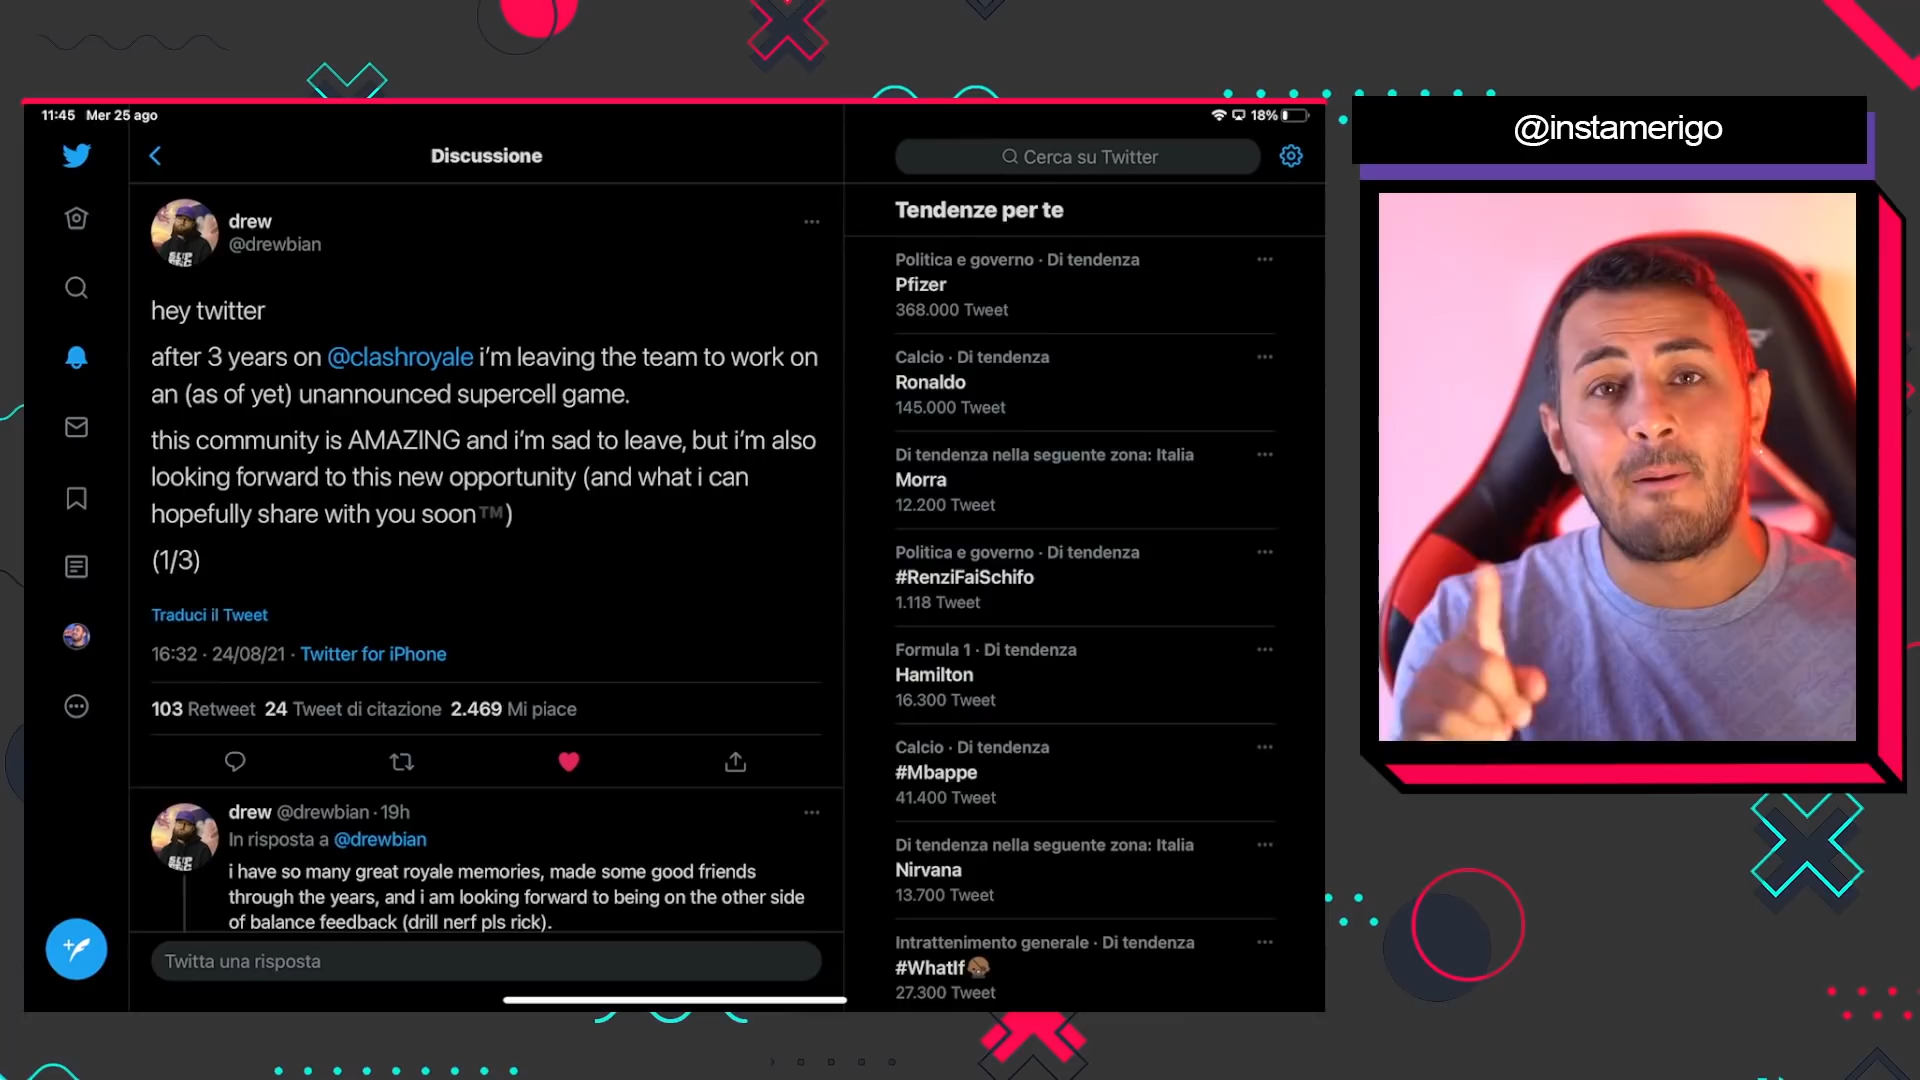 11:45 Mer 25 ago
18%
@instamerigo
Discussione
Cerca su Twitter
drew
@drewbian
hey twitter
after 3 years on @clashroyale i’m leaving the team to work on
an (as of yet) unannounced supercell game.
this community is AMAZING and i’m sad to leave, but i’m also
looking forward to this new opportunity (and what i can
hopefully share with you soon™)
(1/3)
Traduci il Tweet
16:32 · 24/08/21 · Twitter for iPhone
103 Retweet 24 Tweet di citazione 2.469 Mi piace
drew @drewbian · 19h
In risposta a @drewbian
i have so many great royale memories, made some good friends
through the years, and i am looking forward to being on the other side
of balance feedback (drill nerf pls rick).
Twitta una risposta
Tendenze per te
Politica e governo · Di tendenza
Pfizer
368.000 Tweet
Calcio · Di tendenza
Ronaldo
145.000 Tweet
Di tendenza nella seguente zona: Italia
Morra
12.200 Tweet
Politica e governo · Di tendenza
#RenziFaiSchifo
1.118 Tweet
Formula 1 · Di tendenza
Hamilton
16.300 Tweet
Calcio · Di tendenza
#Mbappe
41.400 Tweet
Di tendenza nella seguente zona: Italia
Nirvana
13.700 Tweet
Intrattenimento generale · Di tendenza
#WhatIf
27.300 Tweet